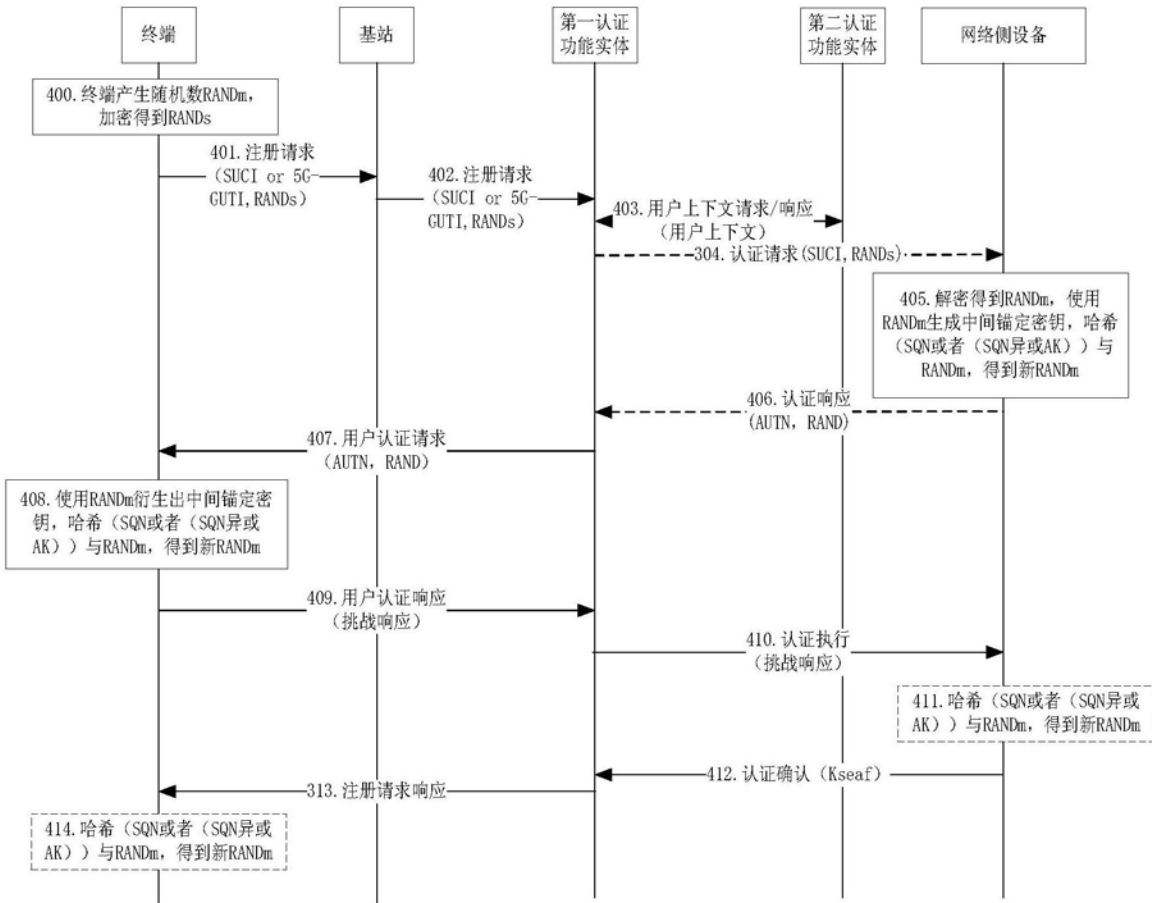 终端
基站
第一认证
功能实体
第二认证
功能实体
网络侧设备
400.终端产生随机数RANDm,
加密得到RANDs
401.注册请求
(SUCI or 5G-
GUTI,RANDs)
402.注册请求
(SUCI or 5G-
GUTI,RANDs)
403.用户上下文请求/响应
(用户上下文)
304.认证请求(SUCI,RANDs)
405.解密得到RANDm, 使用
RANDm生成中间锚定密钥, 哈希
(SQN或者(SQN异或AK))与
RANDm, 得到新RANDm
406.认证响应
(AUTN, RAND)
407.用户认证请求
(AUTN, RAND)
408.使用RANDm衍生出中间锚定密
钥, 哈希(SQN或者(SQN异或
AK))与RANDm, 得到新RANDm
409.用户认证响应
(挑战响应)
410.认证执行
(挑战响应)
411.哈希(SQN或者(SQN异或
AK))与RANDm, 得到新RANDm
412.认证确认(Kseaf)
313.注册请求响应
414.哈希(SQN或者(SQN异或
AK))与RANDm, 得到新RANDm